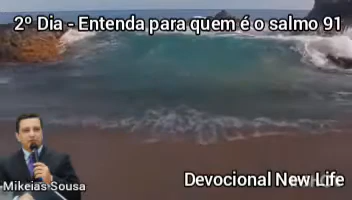 2º Dia - Entenda para quem é o salmo 91
Mikeias Sousa
Devocional New Life